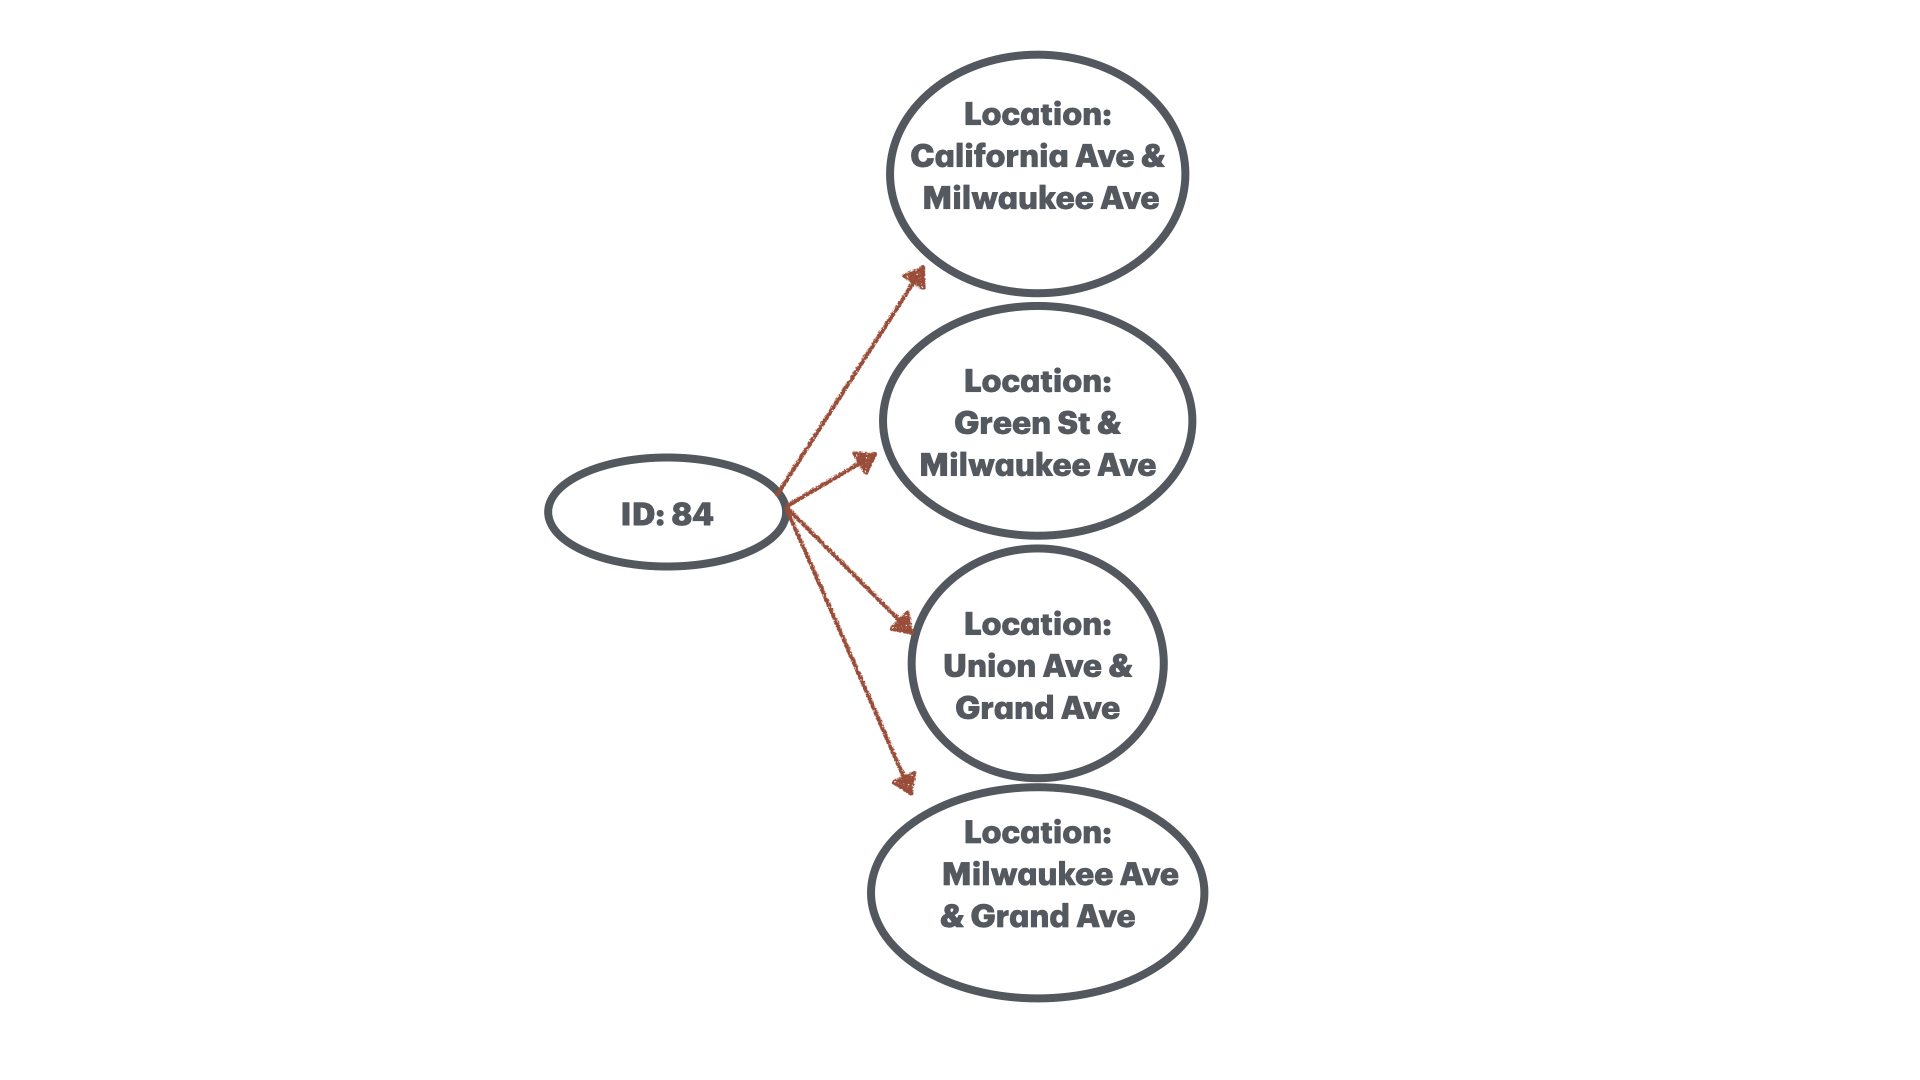 Location:
California Ave &
Milwaukee Ave
Location:
Green St &
Milwaukee Ave
ID: 84
Location:
Union Ave &
Grand Ave
Location:
Milwaukee Ave
& Grand Ave